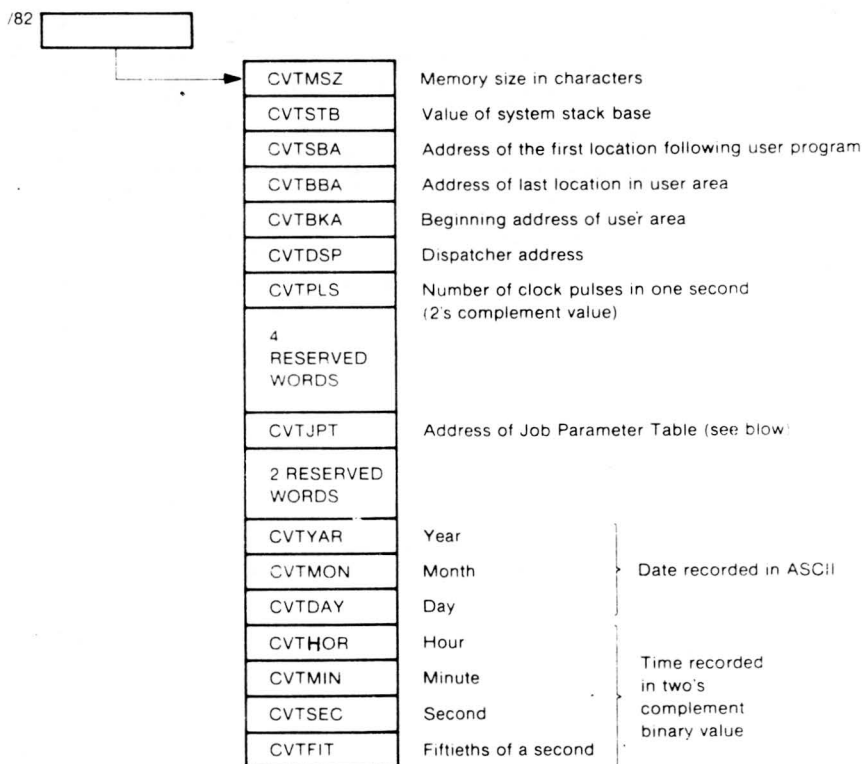 /82
CVTMSZ Memory size in characters
CVTSTB Value of system stack base
CVTSBA Address of the first location following user program
CVTBBA Address of last location in user area
CVTBKA Beginning address of user area
CVTDSP Dispatcher address
CVTPLS Number of clock pulses in one second
(2's complement value)
4
RESERVED
WORDS
CVTJPT Address of Job Parameter Table (see blow)
2 RESERVED
WORDS
CVTYAR Year
CVTMON Month Date recorded in ASCII
CVTDAY Day
CVTHOR Hour
Time recorded
CVTMIN Minute
in two's
CVTSEC Second
complement
binary value
CVTFIT Fiftieths of a second